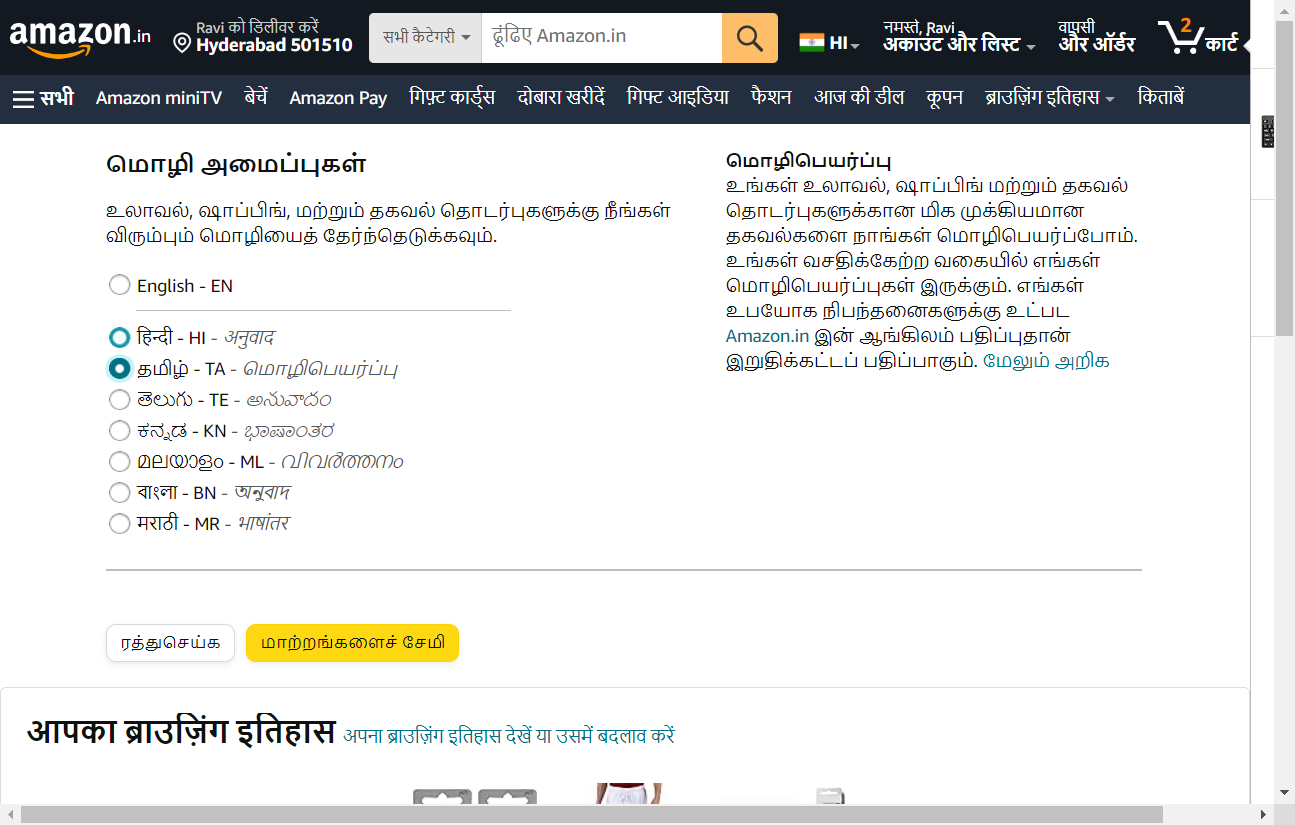 amazon.in
Ravi को डिलीवर करें
Hyderabad 501510
सभी कैटेगरी
ढूंढिए Amazon.in
HI
नमस्ते, Ravi
अकाउंट और लिस्ट
वापसी
और ऑर्डर
2
कार्ट
सभी Amazon miniTV बेचें Amazon Pay गिफ़्ट कार्ड्स दोबारा खरीदें गिफ्ट आइडिया फैशन आज की डील कूपन ब्राउज़िंग इतिहास किताबें
மொழி அமைப்புகள்
உலாவல், ஷாப்பிங், மற்றும் தகவல் தொடர்புகளுக்கு நீங்கள்
விரும்பும் மொழியைத் தேர்ந்தெடுக்கவும்.
English - EN
हिन्दी - HI - अनुवाद
தமிழ் - TA - மொழிபெயர்ப்பு
తెలుగు - TE - అనువాదం
ಕನ್ನಡ - KN - ಭಾಷಾಂತರ
മലയാളം - ML - വിവർത്തനം
বাংলা - BN - অনুবাদ
मराठी - MR - भाषांतर
மொழிபெயர்ப்பு
உங்கள் உலாவல், ஷாப்பிங் மற்றும் தகவல்
தொடர்புகளுக்கான மிக முக்கியமான
தகவல்களை நாங்கள் மொழிபெயர்ப்போம்.
உங்கள் வசதிக்கேற்ற வகையில் எங்கள்
மொழிபெயர்ப்புகள் இருக்கும். எங்கள்
உபயோக நிபந்தனைகளுக்கு உட்பட
Amazon.in இன் ஆங்கிலம் பதிப்புதான்
இறுதிக்கட்டப் பதிப்பாகும். மேலும் அறிக
ரத்துசெய்க
மாற்றங்களைச் சேமி
आपका ब्राउज़िंग इतिहास अपना ब्राउज़िंग इतिहास देखें या उसमें बदलाव करें